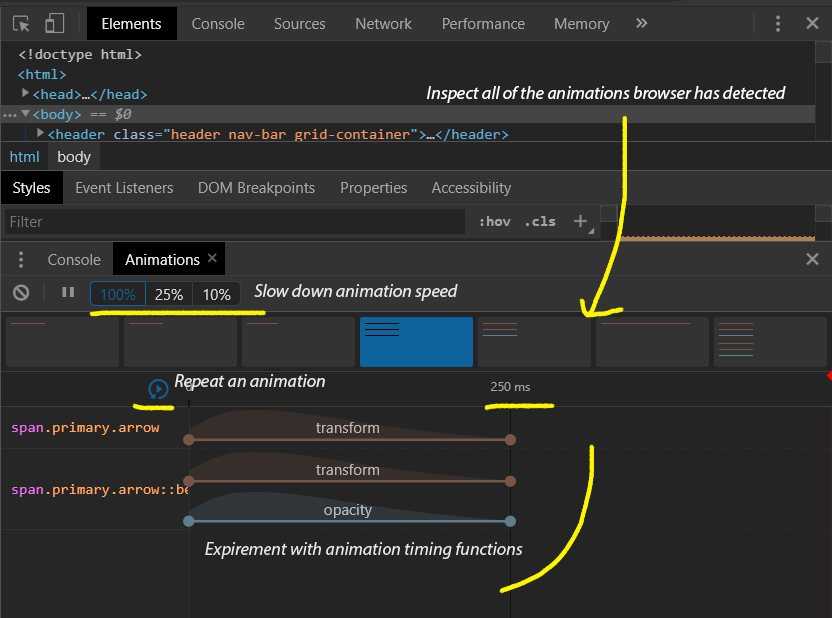 Elements Console Sources Network Performance Memory »
<!doctype html>
<html>
<head>…</head>
Inspect all of the animations browser has detected
…<body> == $0
<header class="header nav-bar grid-container">…</header>
html body
Styles Event Listeners DOM Breakpoints Properties Accessibility
Filter :hov .cls +
Console Animations ×
100% 25% 10% Slow down animation speed
Repeat an animation 250 ms
span.primary.arrow transform
transform
span.primary.arrow::be
opacity
Expirement with animation timing functions